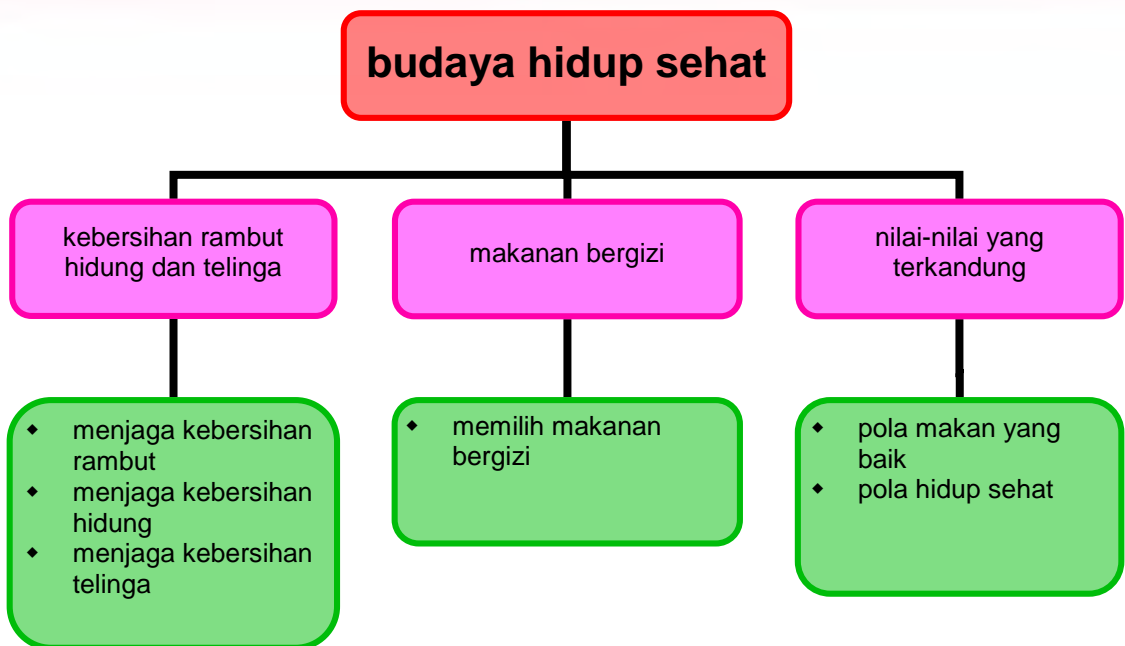 budaya hidup sehat
kebersihan rambut
hidung dan telinga
makanan bergizi
nilai-nilai yang
terkandung
◆ menjaga kebersihan
rambut
◆ menjaga kebersihan
hidung
◆ menjaga kebersihan
telinga
◆ memilih makanan
bergizi
◆ pola makan yang
baik
◆ pola hidup sehat